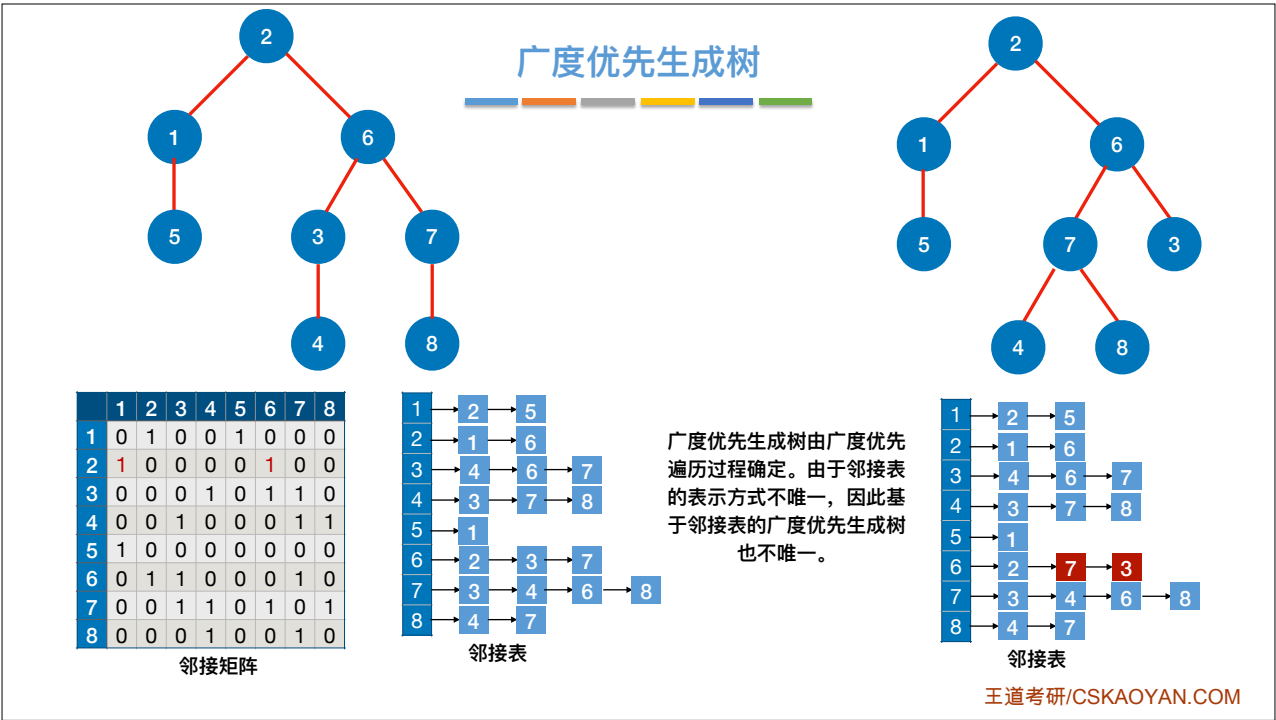 广度优先生成树
2
1 6
5 3 7
4 8
2
1 6
5 7 3
4 8
1 2 3 4 5 6 7 8
1 0 1 0 0 1 0 0 0
2 1 0 0 0 0 1 0 0
3 0 0 0 1 0 1 1 0
4 0 0 1 0 0 0 1 1
5 1 0 0 0 0 0 0 0
6 0 1 1 0 0 0 1 0
7 0 0 1 1 0 1 0 1
8 0 0 0 1 0 0 1 0
邻接矩阵
1 2 5
2 1 6
3 4 6 7
4 3 7 8
5 1
6 2 3 7
7 3 4 6 8
8 4 7
邻接表
广度优先生成树由广度优先
遍历过程确定。由于邻接表
的表示方式不唯一，因此基
于邻接表的广度优先生成树
也不唯一。
1 2 5
2 1 6
3 4 6 7
4 3 7 8
5 1
6 2 7 3
7 3 4 6 8
8 4 7
邻接表
王道考研/CSKAOYAN.COM